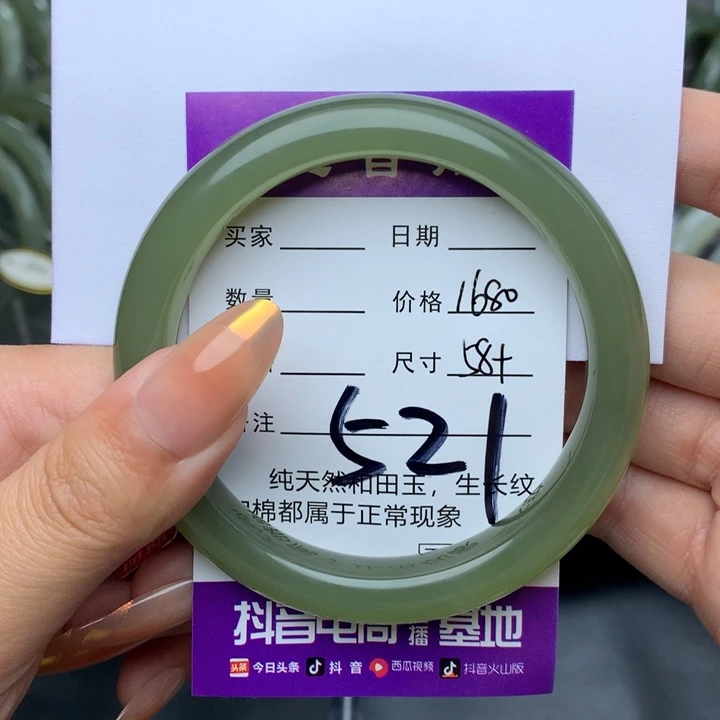 买家 日期
数量 价格 1680
尺寸 58+
注 521
纯天然和田玉，生长纹
棉都属于正常现象
抖音电商 播 基地
头条 今日头条 抖音 西瓜视频 抖音火山版